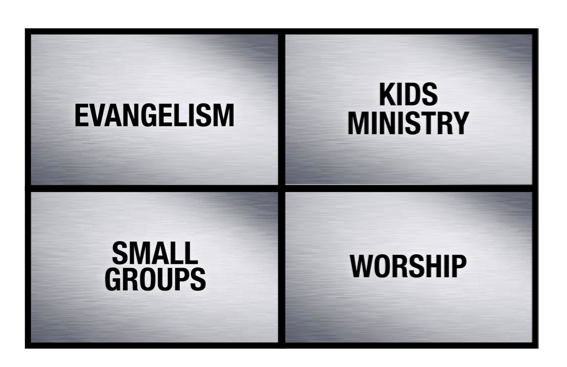 EVANGELISM
KIDS
MINISTRY
SMALL
GROUPS
WORSHIP